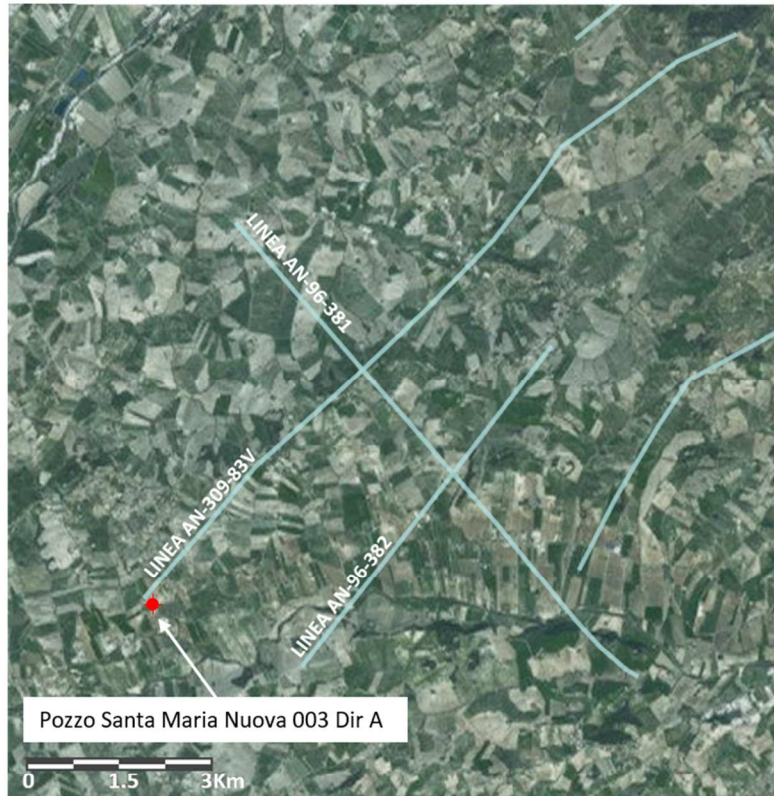 LINEA AN-96-381
LINEA AN-309-83V
LINEA AN-96-382
Pozzo Santa Maria Nuova 003 Dir A
0 1.5 3Km